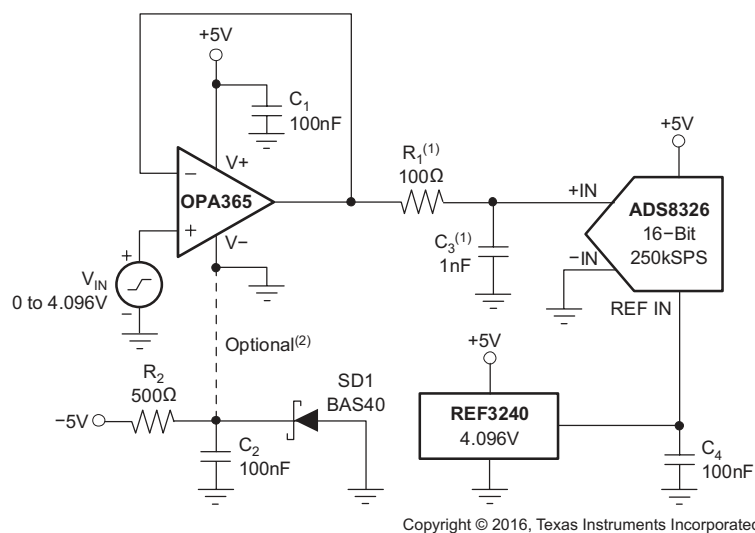 +5V
C1
100nF
V+
−
OPA365
+
V−
+
VIN
0 to 4.096V
−
R1(1)
100Ω
C3(1)
1nF
+5V
+IN
ADS8326
16−Bit
250kSPS
−IN
REF IN
Optional(2)
R2
500Ω
−5V
C2
100nF
SD1
BAS40
+5V
REF3240
4.096V
C4
100nF
Copyright © 2016, Texas Instruments Incorporated